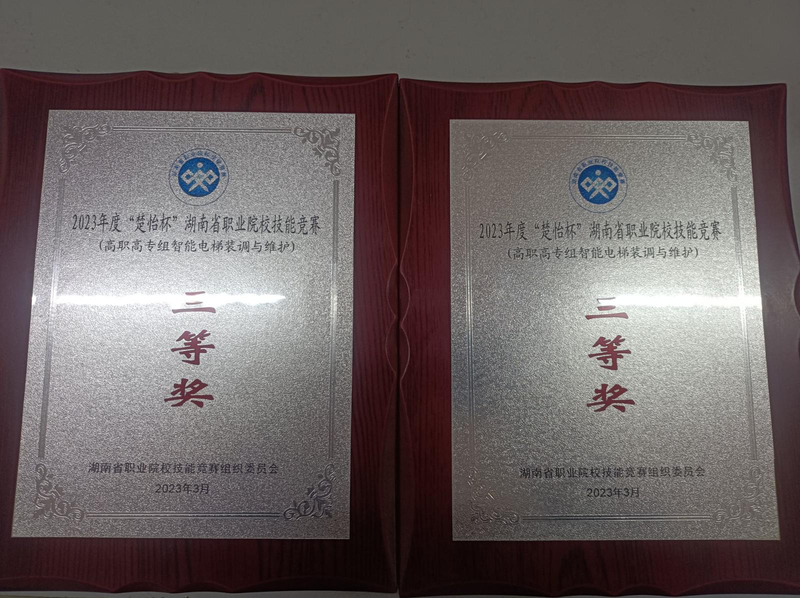 2023年度“楚怡杯”湖南省职业院校技能竞赛
(高职高专组智能电梯装调与维护)
三
等
奖
湖南省职业院校技能竞赛组织委员会
2023年3月
2023年度“楚怡杯”湖南省职业院校技能竞赛
(高职高专组智能电梯装调与维护)
三
等
奖
湖南省职业院校技能竞赛组织委员会
2023年3月